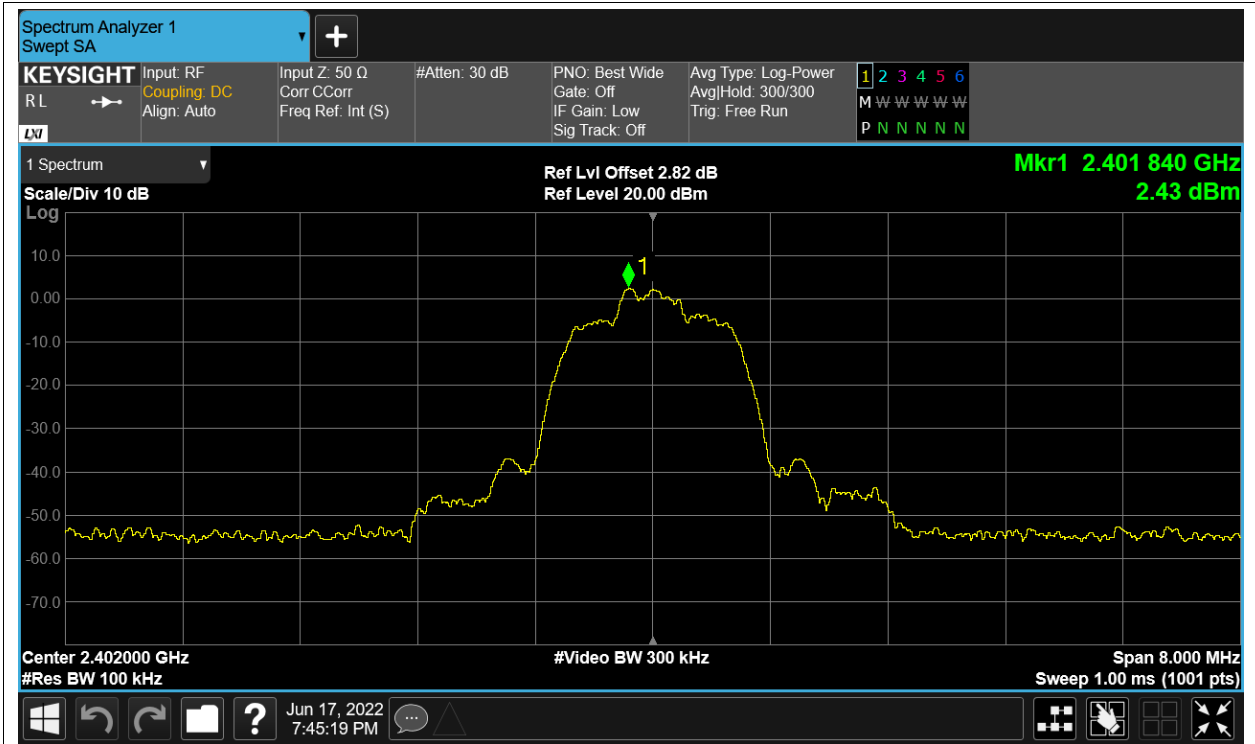 Spectrum Analyzer 1
Swept SA
+
KEYSIGHT
R L
LXI
Input: RF
Coupling: DC
Align: Auto
Input Z: 50 Ω
Corr CCorr
Freq Ref: Int (S)
#Atten: 30 dB
PNO: Best Wide
Gate: Off
IF Gain: Low
Sig Track: Off
Avg Type: Log-Power
Avg|Hold: 300/300
Trig: Free Run
1 2 3 4 5 6
M W W W W W
P N N N N N
1 Spectrum
Scale/Div 10 dB
Log
Ref Lvl Offset 2.82 dB
Ref Level 20.00 dBm
Mkr1 2.401 840 GHz
2.43 dBm
1
10.0
0.00
-10.0
-20.0
-30.0
-40.0
-50.0
-60.0
-70.0
Center 2.402000 GHz
#Video BW 300 kHz
Span 8.000 MHz
#Res BW 100 kHz
Sweep 1.00 ms (1001 pts)
?
Jun 17, 2022
7:45:19 PM